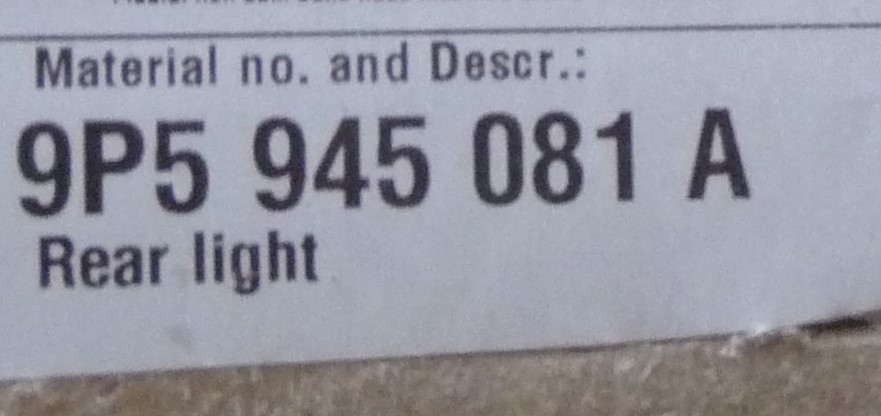 Material no. and Descr.:
9P5 945 081 A
Rear light